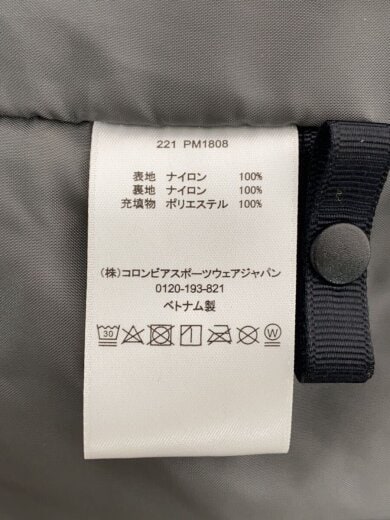 221 PM1808
表地 ナイロン 100%
裏地 ナイロン 100%
充填物 ポリエステル 100%
(株)コロンビアスポーツウェアジャパン
0120-193-821
ベトナム製
30 W